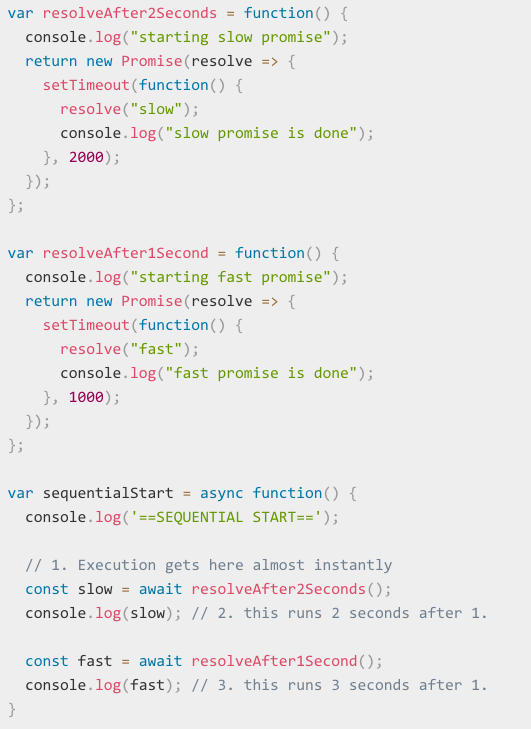 var resolveAfter2Seconds = function() {
  console.log("starting slow promise");
  return new Promise(resolve => {
    setTimeout(function() {
      resolve("slow");
      console.log("slow promise is done");
    }, 2000);
  });
};

var resolveAfter1Second = function() {
  console.log("starting fast promise");
  return new Promise(resolve => {
    setTimeout(function() {
      resolve("fast");
      console.log("fast promise is done");
    }, 1000);
  });
};

var sequentialStart = async function() {
  console.log('==SEQUENTIAL START==');

  // 1. Execution gets here almost instantly
  const slow = await resolveAfter2Seconds();
  console.log(slow); // 2. this runs 2 seconds after 1.

  const fast = await resolveAfter1Second();
  console.log(fast); // 3. this runs 3 seconds after 1.
}